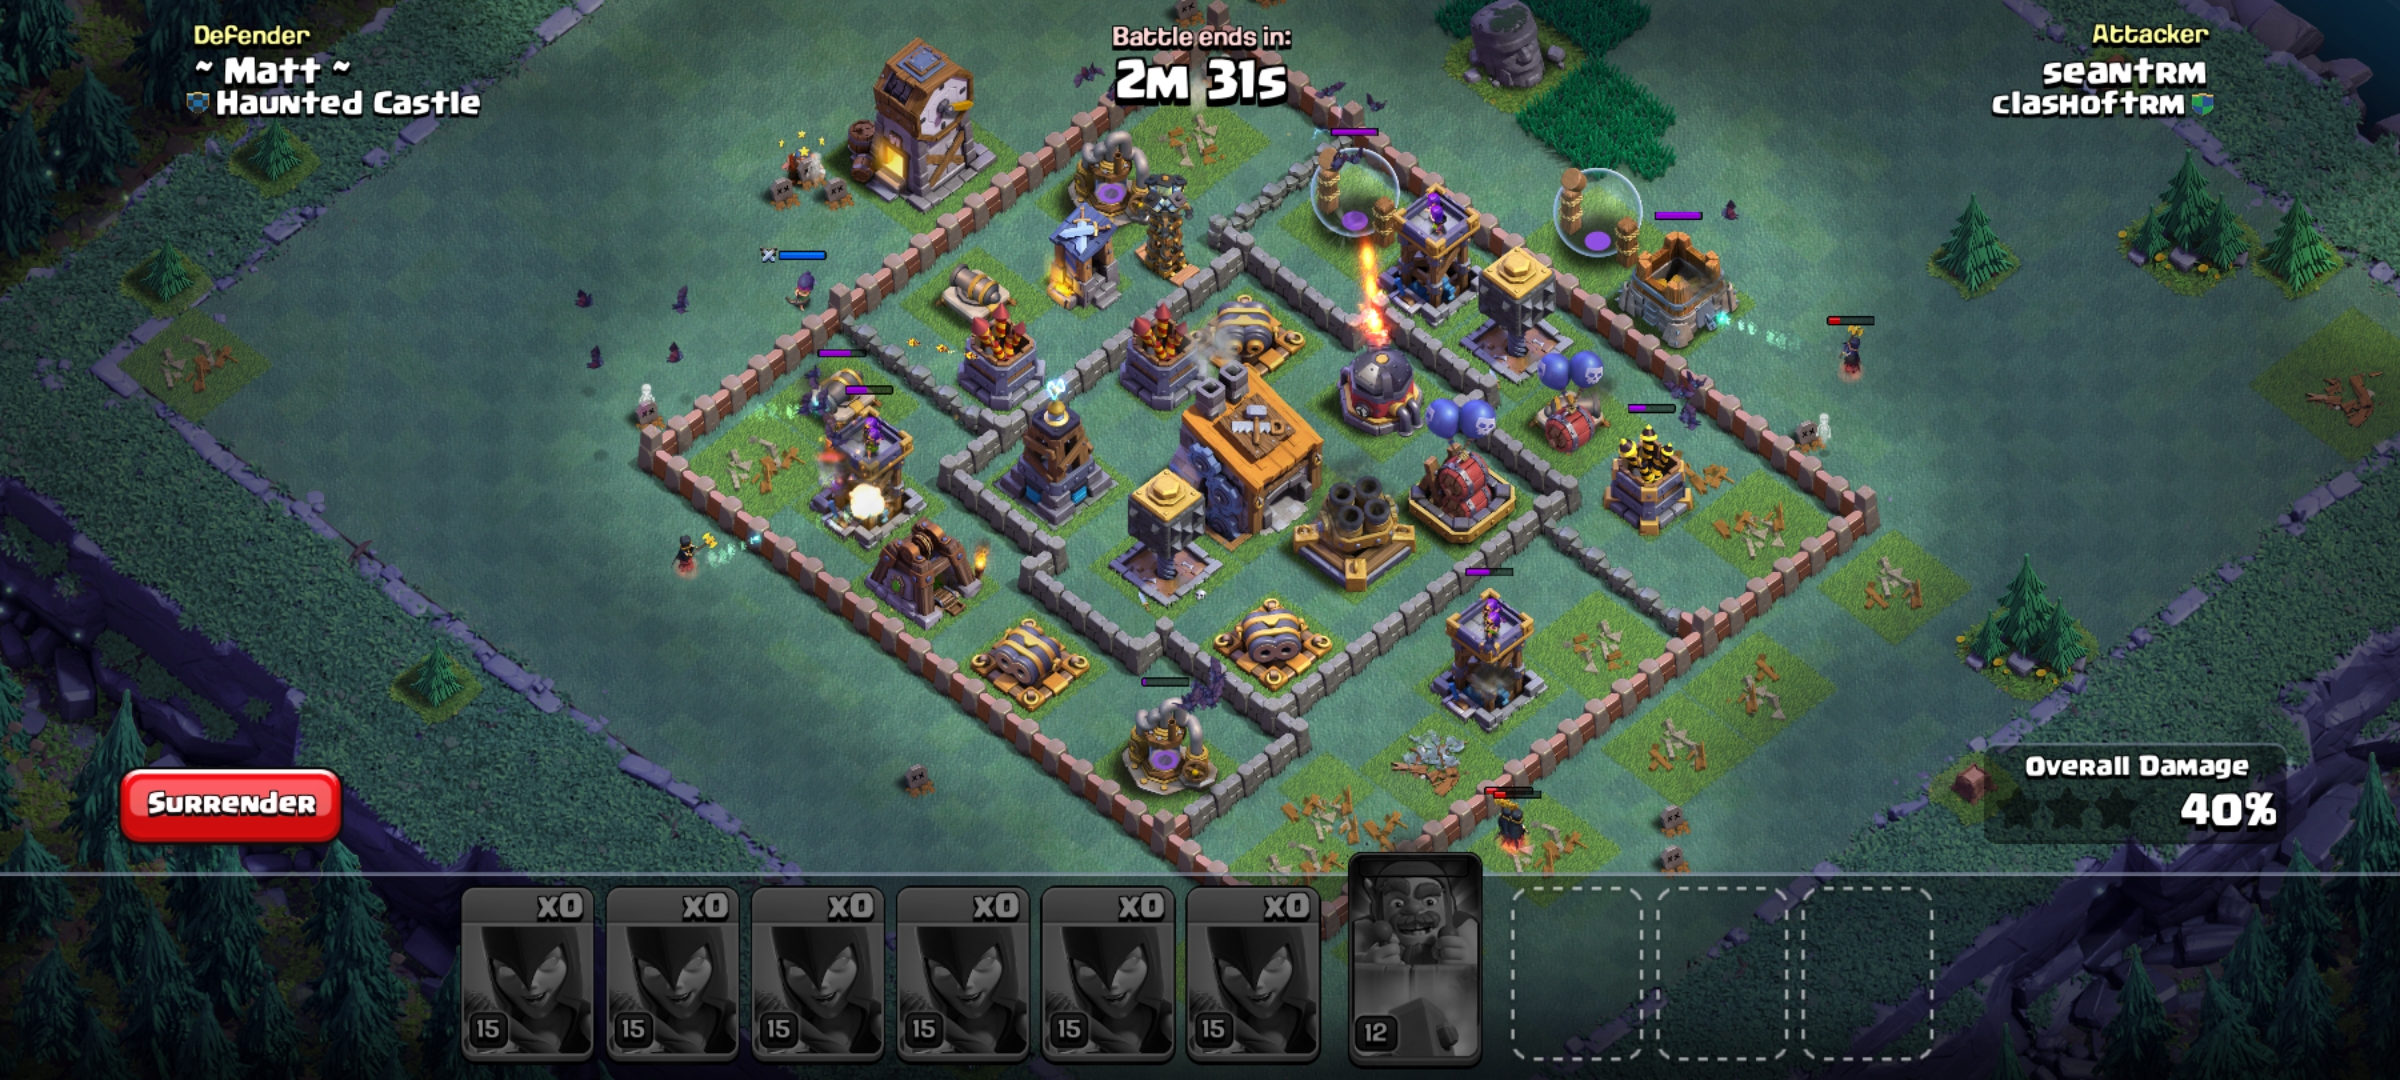 Defender
~ Matt ~
Haunted Castle
Battle ends in:
2M 31s
Attacker
seantRM
clashoftRM
Surrender
Overall Damage
40%
x0
x0
x0
x0
x0
x0
15
15
15
15
15
15
12